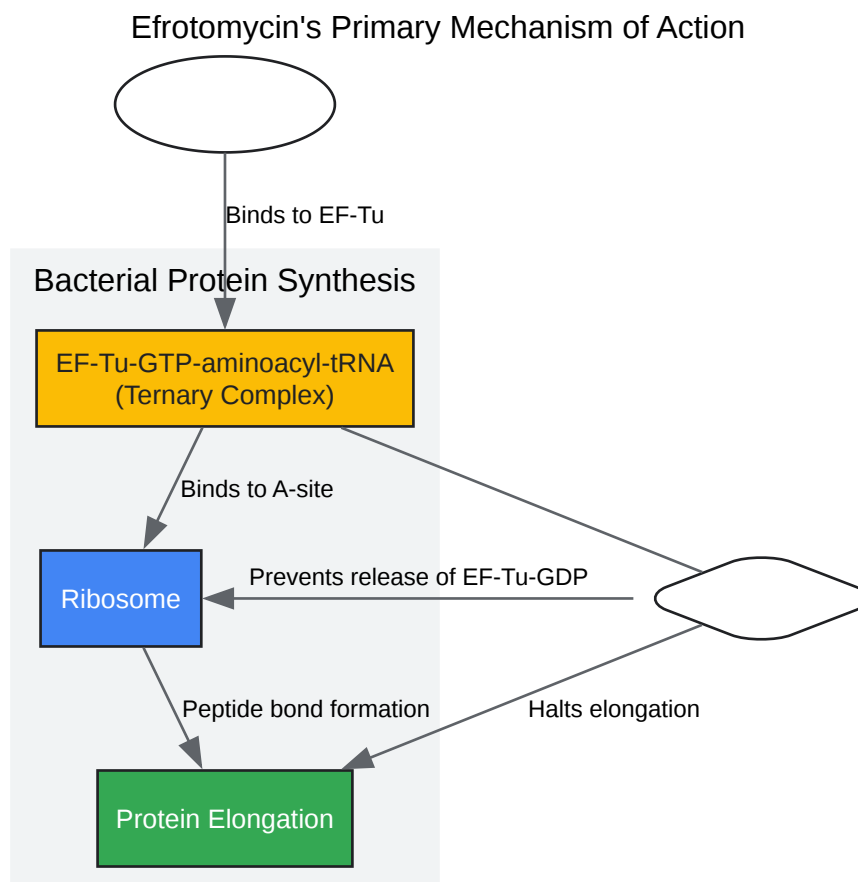 Efrotomycin's Primary Mechanism of Action
Binds to EF-Tu
Bacterial Protein Synthesis
EF-Tu-GTP-aminoacyl-tRNA
(Ternary Complex)
Binds to A-site
Prevents release of EF-Tu-GDP
Ribosome
Peptide bond formation
Halts elongation
Protein Elongation